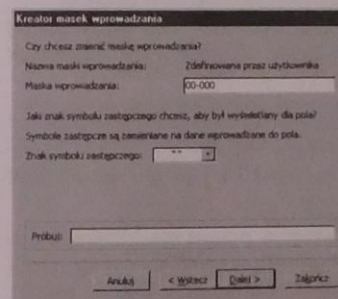 Kreator masek wprowadzania
Czy chcesz zmienić maskę wprowadzania?
Nazwa maski wprowadzania: Zdefiniowana przez użytkownika
Maska wprowadzania: 00-000
Jaki znak symbolu zastępczego chcesz, aby był wyświetlany dla pola?
Symbole zastępcze są zamieniane na dane wprowadzane do pola.
Znak symbolu zastępczego:
Próbuj:
Anuluj < Wstecz Dalej > Zakończ